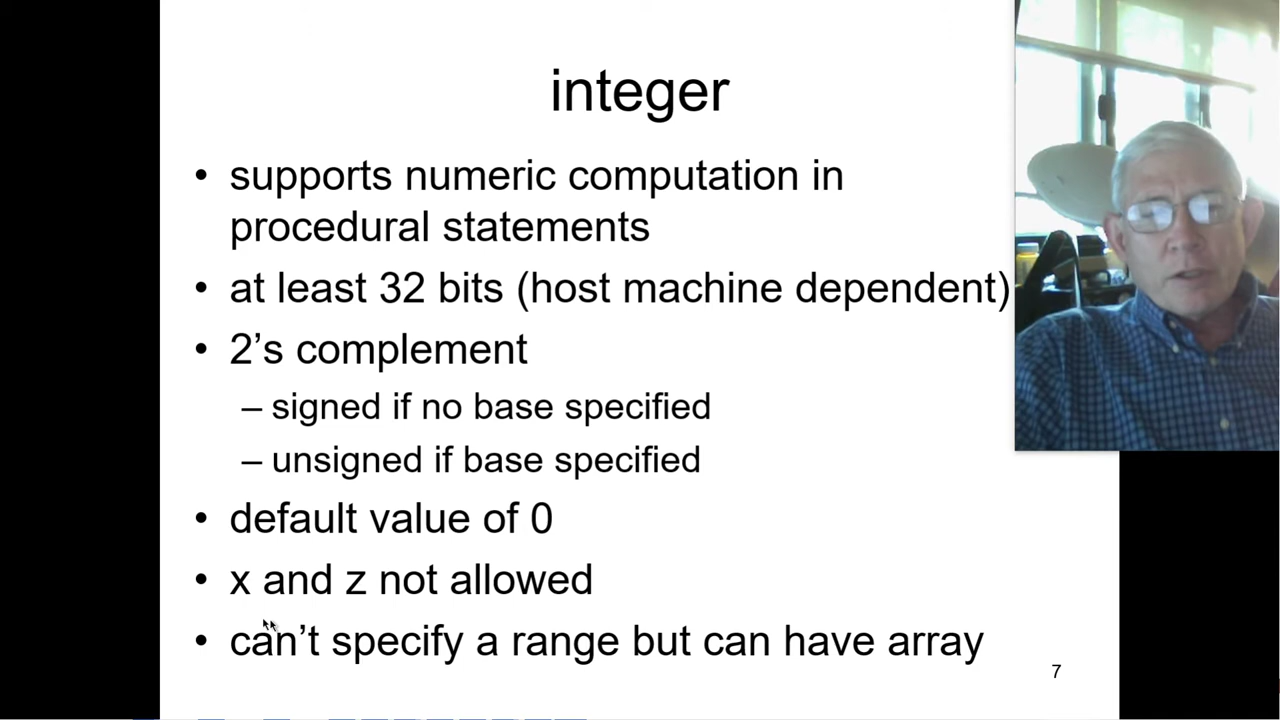 integer
• supports numeric computation in
procedural statements
• at least 32 bits (host machine dependent)
• 2’s complement
– signed if no base specified
– unsigned if base specified
• default value of 0
• x and z not allowed
• can’t specify a range but can have array
7